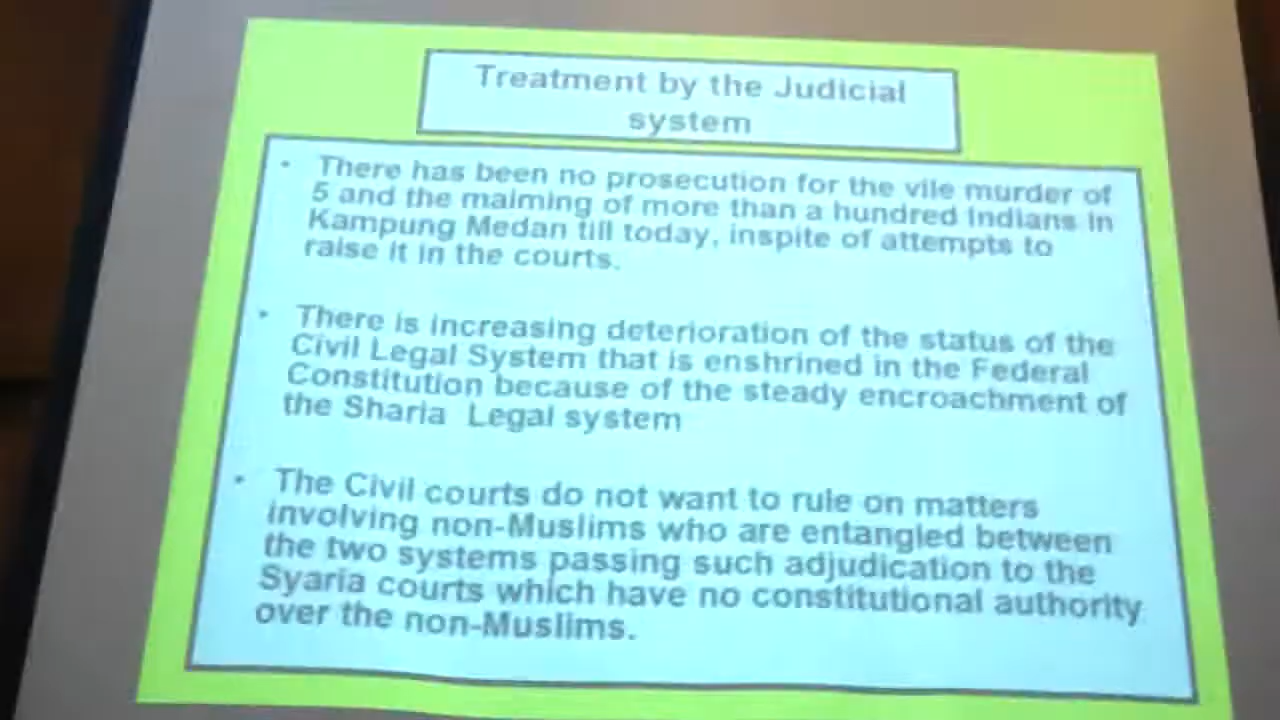 Treatment by the Judicial
system
• There has been no prosecution for the vile murder of
5 and the maiming of more than a hundred Indians in
Kampung Medan till today, inspite of attempts to
raise it in the courts.
• There is increasing deterioration of the status of the
Civil Legal System that is enshrined in the Federal
Constitution because of the steady encroachment of
the Sharia Legal system
• The Civil courts do not want to rule on matters
involving non-Muslims who are entangled between
the two systems passing such adjudication to the
Syaria courts which have no constitutional authority
over the non-Muslims.